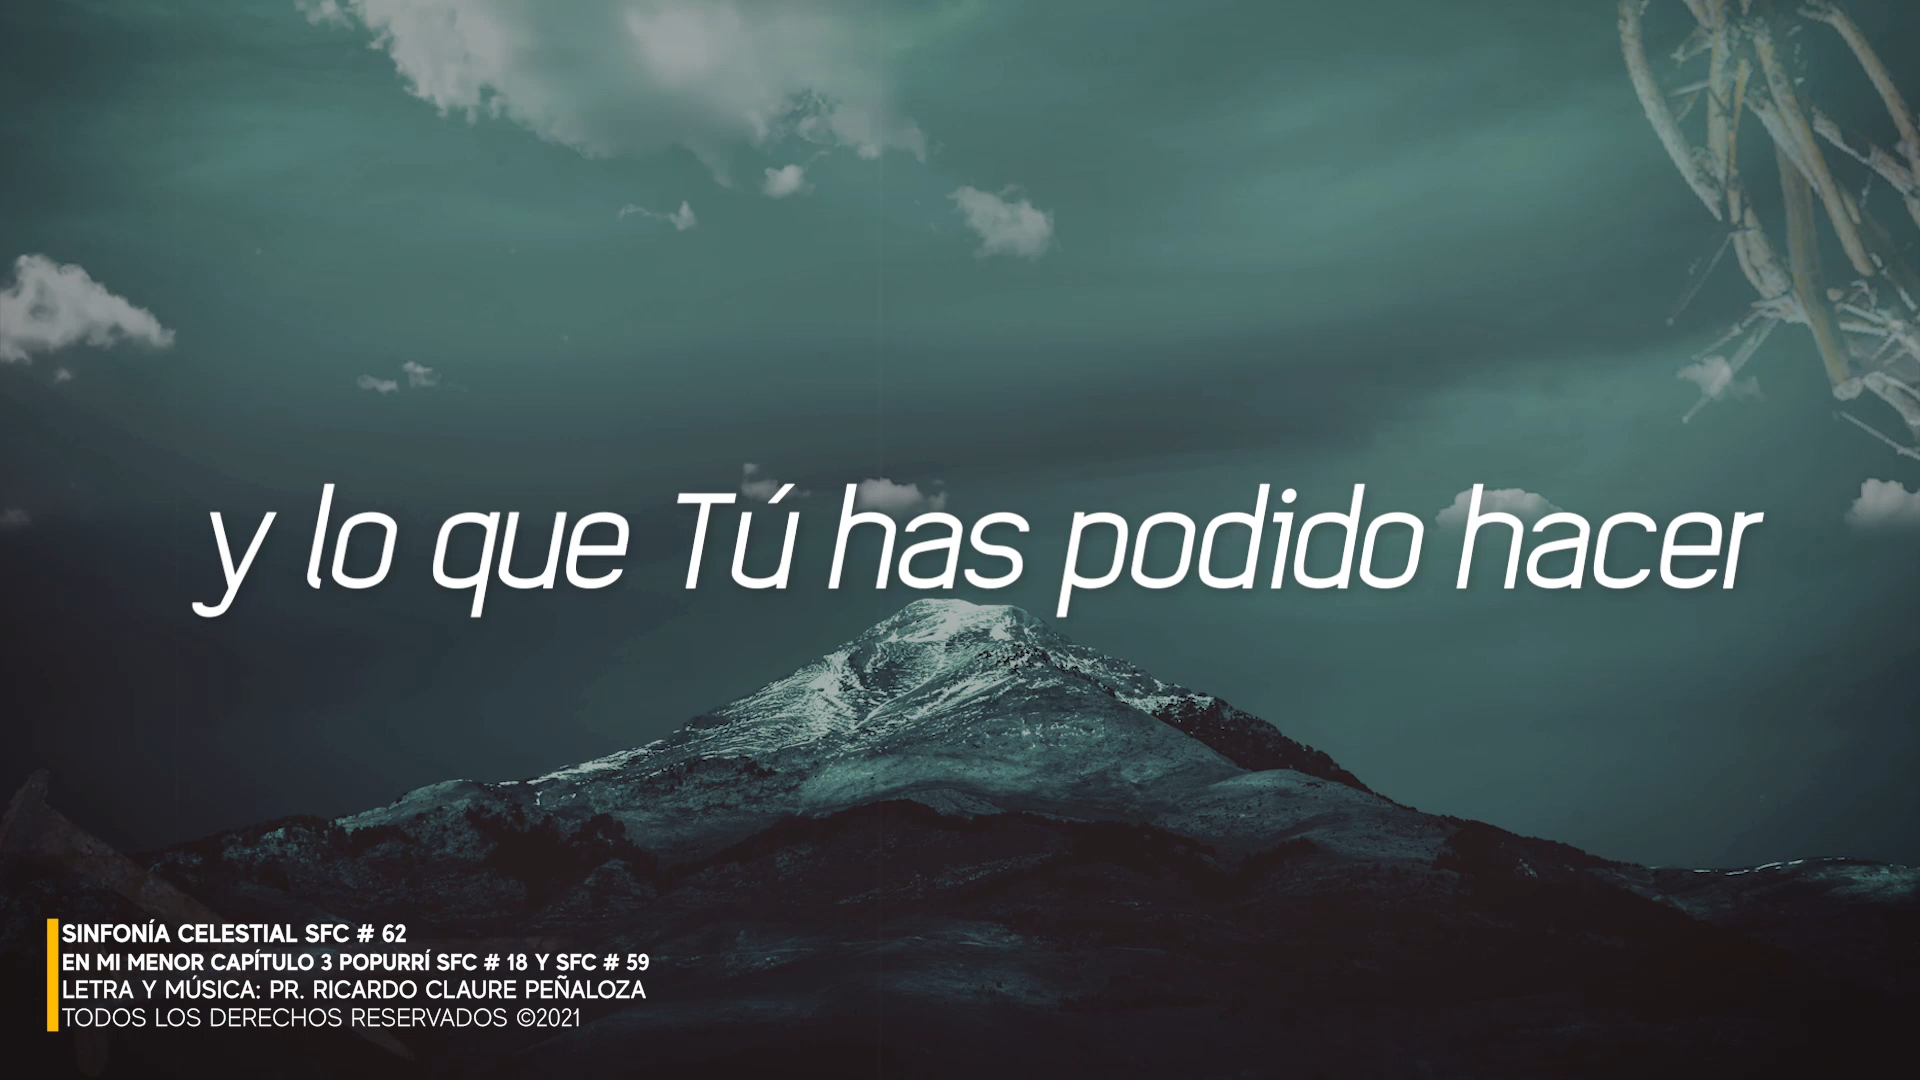 y lo que Tú has podido hacer
SINFONÍA CELESTIAL SFC # 62
EN MI MENOR CAPÍTULO 3 POPURRÍ SFC # 18 Y SFC # 59
LETRA Y MÚSICA: PR. RICARDO CLAURE PEÑALOZA
TODOS LOS DERECHOS RESERVADOS ©2021